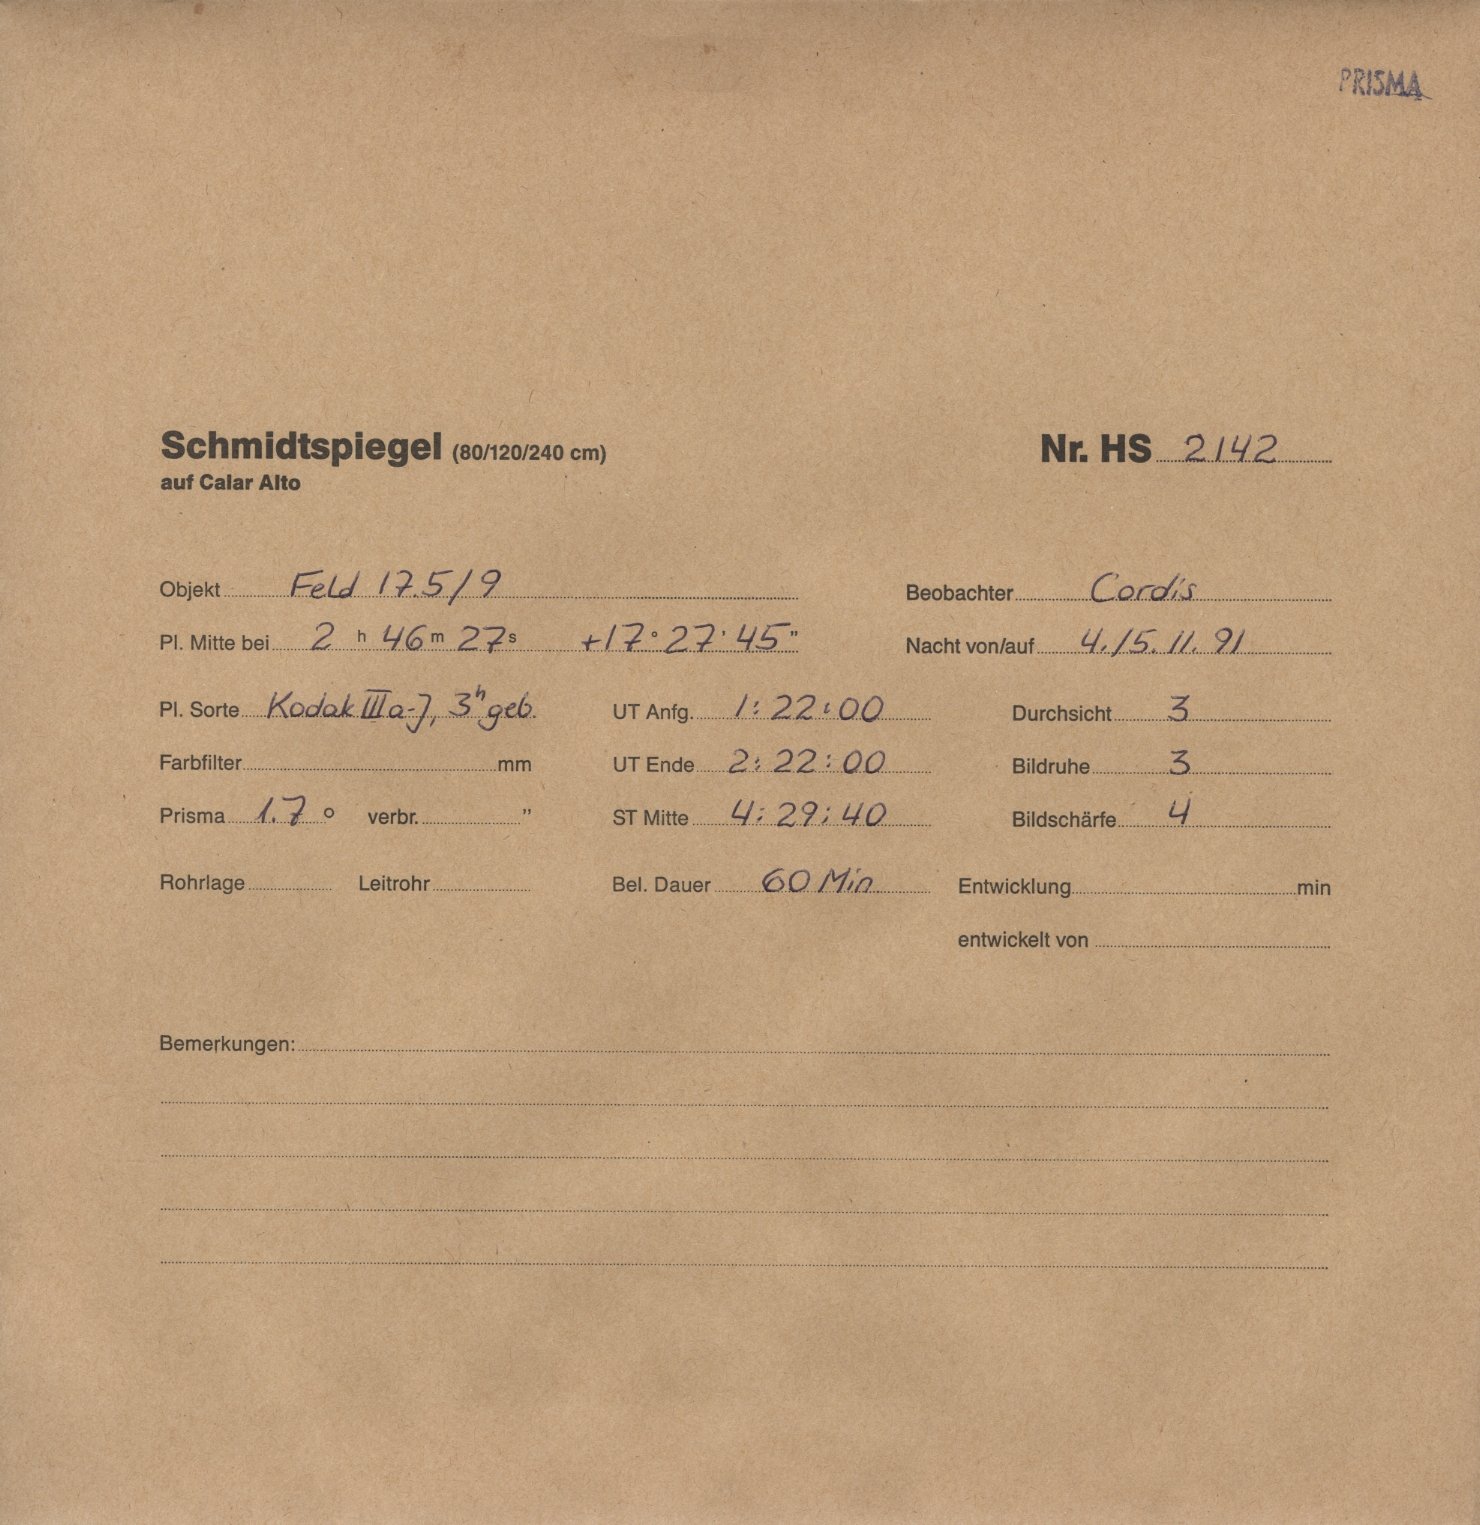 PRISMA
Schmidtspiegel (80/120/240 cm) Nr. HS 2142
auf Calar Alto
Objekt Feld 17.5/9 Beobachter Cordis
Pl. Mitte bei 2 h 46 m 27 s +17° 27' 45" Nacht von/auf 4./5. 11. 91
Pl. Sorte Kodak IIIa-J, 3h geb. UT Anfg. 1:22:00 Durchsicht 3
Farbfilter mm UT Ende 2:22:00 Bildruhe 3
Prisma 1.7 ° verbr. " ST Mitte 4:29:40 Bildschärfe 4
Rohrlage Leitrohr Bel. Dauer 60 Min Entwicklung min
entwickelt von
Bemerkungen: